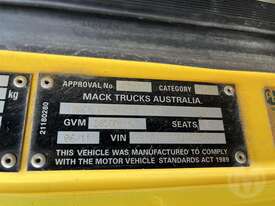 kg
21180280
APPROVAL No. CATEGORY
MACK TRUCKS AUSTRALIA.
GVM SEATS
VIN
THIS VEHICLE WAS MANUFACTURED TO COMPLY
WITH THE MOTOR VEHICLE STANDARDS ACT 1989